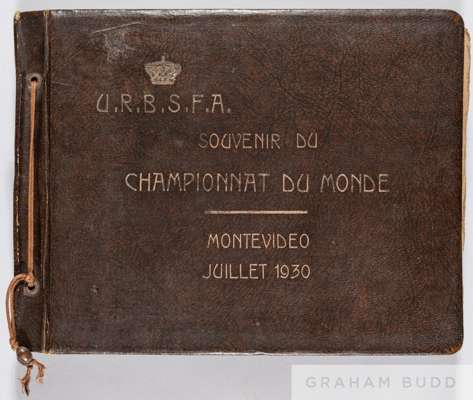 U.R.B.S.F.A.
SOUVENIR DU
CHAMPIONNAT DU MONDE
MONTEVIDEO
JUILLET 1930
GRAHAM BUDD